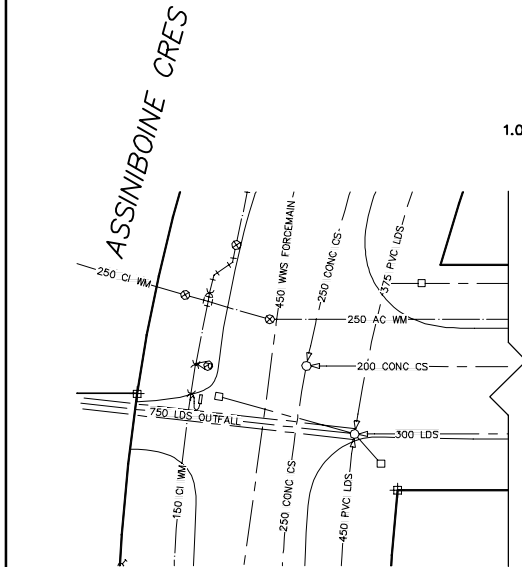 ASSINIBOINE CRES
1.0
450 WWS FORCEMAIN
250 CONC CS
375 PVC LDS
250 CI WM
250 AC WM
200 CONC CS
750 LDS OUTFALL
300 LDS
150 CI WM
250 CONC CS
450 PVC LDS